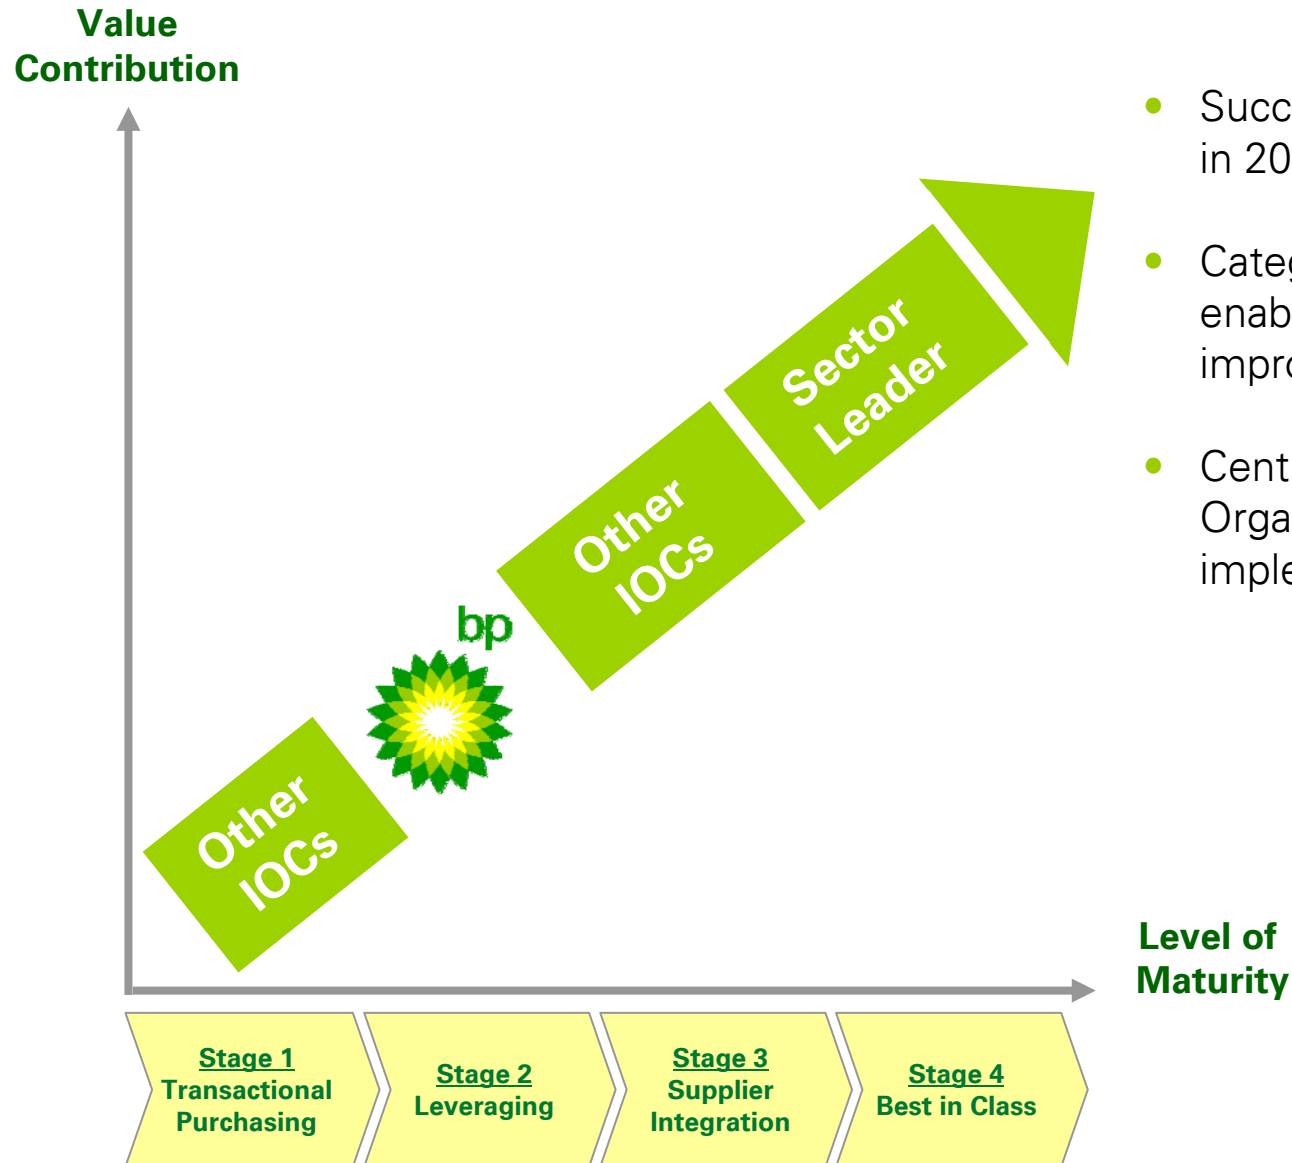 Value
Contribution
Sector
Leader
Other
IOCs
bp
Other
IOCs
in
Level of
Maturity
Stage 1
Transactional
Purchasing
Stage 2
Leveraging
Stage 3
Supplier
Integration
Stage 4
Best in Class